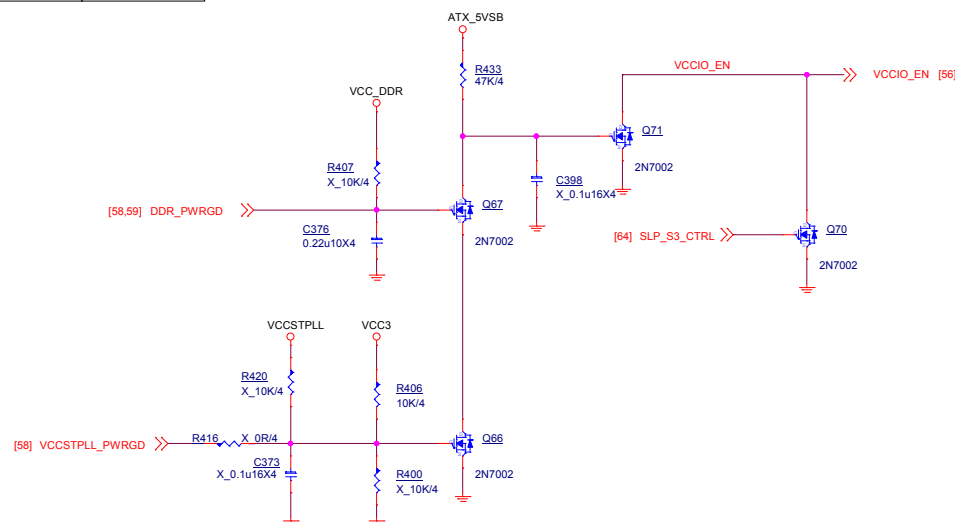 ATX_5VSB
R433
47K/4
VCCIO_EN
VCCIO_EN [56]
VCC_DDR
Q71
R407
X_10K/4
2N7002
C398
X_0.1u16X4
[58,59] DDR_PWRGD
Q67
C376
0.22u10X4
2N7002
[64] SLP_S3_CTRL
Q70
2N7002
VCCSTPLL
VCC3
R420
X_10K/4
R406
10K/4
[58] VCCSTPLL_PWRGD
R416
X_0R/4
Q66
C373
X_0.1u16X4
2N7002
R400
X_10K/4